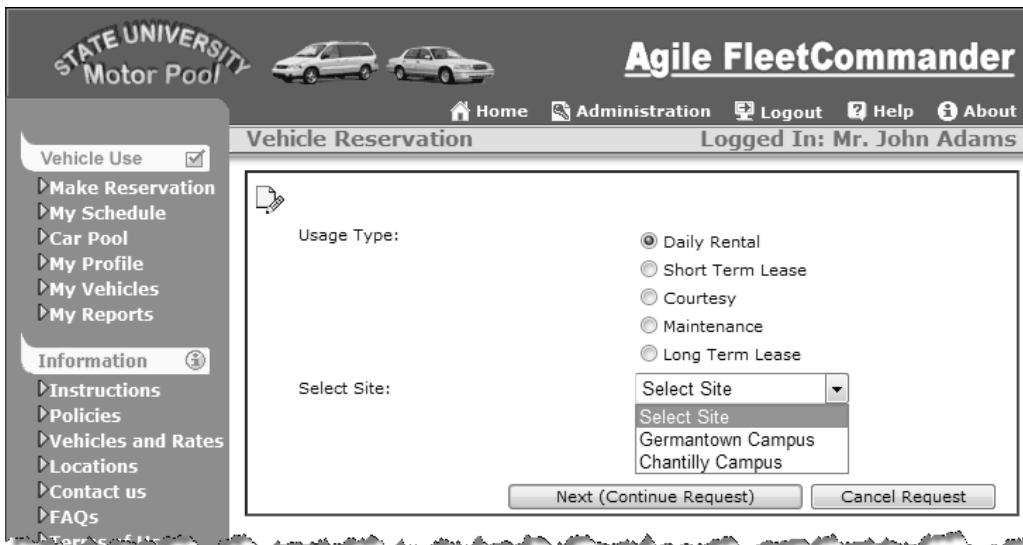 STATE UNIVERSITY
Motor Pool
Agile FleetCommander
Home Administration Logout Help About
Vehicle Reservation Logged In: Mr. John Adams
Vehicle Use
Make Reservation
My Schedule
Car Pool
My Profile
My Vehicles
My Reports
Information
Instructions
Policies
Vehicles and Rates
Locations
Contact us
FAQs
Usage Type:
Daily Rental
Short Term Lease
Courtesy
Maintenance
Long Term Lease
Select Site:
Select Site
Select Site
Germantown Campus
Chantilly Campus
Next (Continue Request) Cancel Request